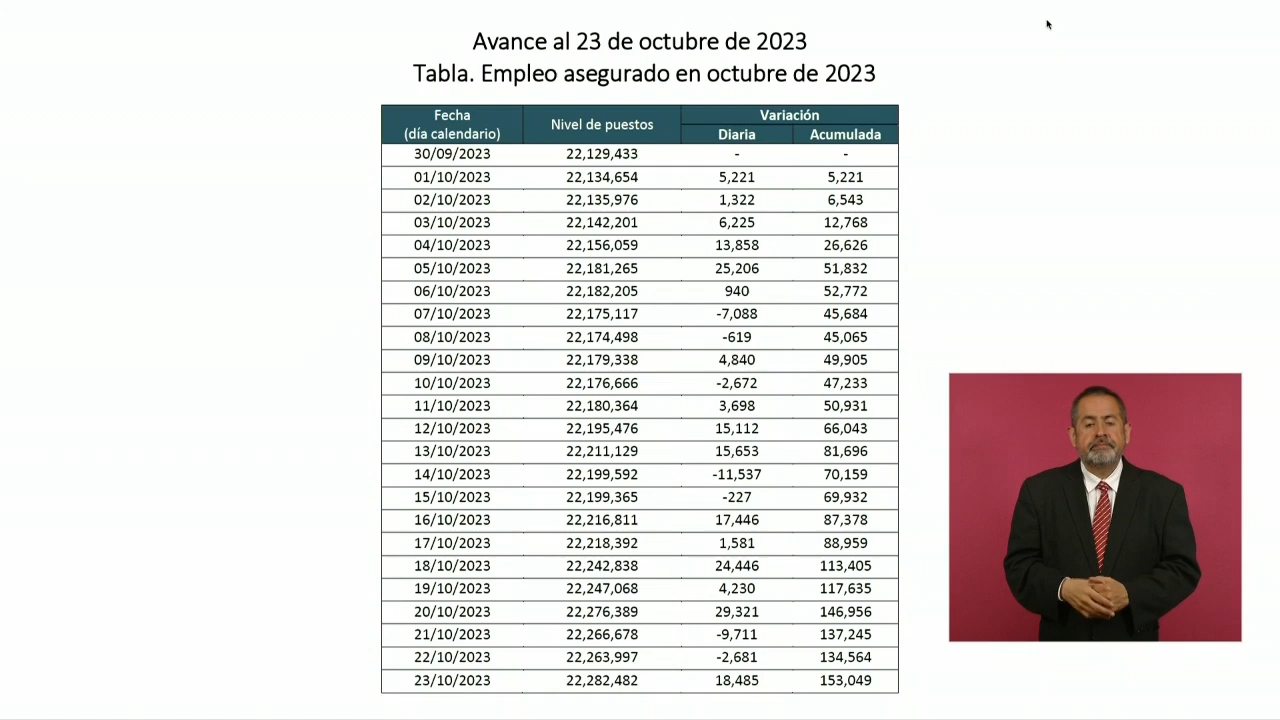 Avance al 23 de octubre de 2023
Tabla. Empleo asegurado en octubre de 2023
Fecha (día calendario) Nivel de puestos Variación
Diaria Acumulada
30/09/2023 22,129,433 - -
01/10/2023 22,134,654 5,221 5,221
02/10/2023 22,135,976 1,322 6,543
03/10/2023 22,142,201 6,225 12,768
04/10/2023 22,156,059 13,858 26,626
05/10/2023 22,181,265 25,206 51,832
06/10/2023 22,182,205 940 52,772
07/10/2023 22,175,117 -7,088 45,684
08/10/2023 22,174,498 -619 45,065
09/10/2023 22,179,338 4,840 49,905
10/10/2023 22,176,666 -2,672 47,233
11/10/2023 22,180,364 3,698 50,931
12/10/2023 22,195,476 15,112 66,043
13/10/2023 22,211,129 15,653 81,696
14/10/2023 22,199,592 -11,537 70,159
15/10/2023 22,199,365 -227 69,932
16/10/2023 22,216,811 17,446 87,378
17/10/2023 22,218,392 1,581 88,959
18/10/2023 22,242,838 24,446 113,405
19/10/2023 22,247,068 4,230 117,635
20/10/2023 22,276,389 29,321 146,956
21/10/2023 22,266,678 -9,711 137,245
22/10/2023 22,263,997 -2,681 134,564
23/10/2023 22,282,482 18,485 153,049